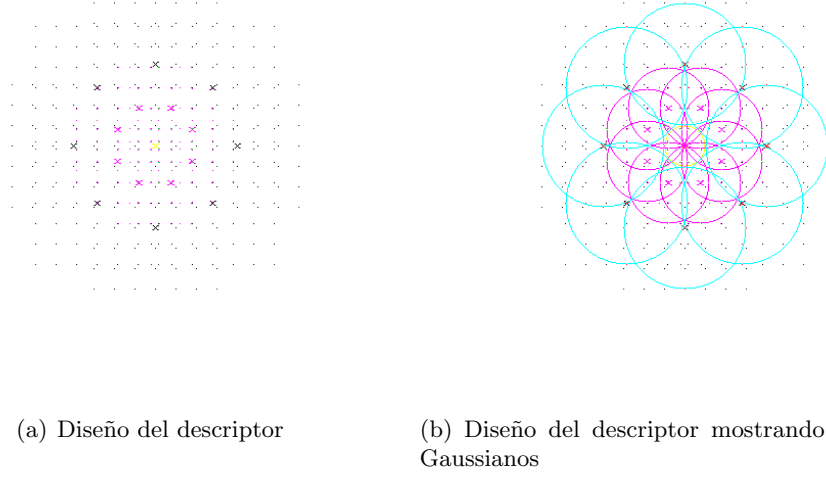 (a) Diseño del descriptor
(b) Diseño del descriptor mostrando
Gaussianos